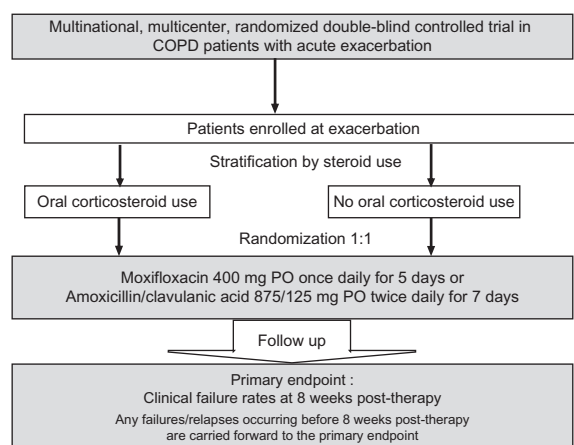 Multinational, multicenter, randomized double-blind controlled trial in
COPD patients with acute exacerbation
Patients enrolled at exacerbation
Stratification by steroid use
Oral corticosteroid use
No oral corticosteroid use
Randomization 1:1
Moxifloxacin 400 mg PO once daily for 5 days or
Amoxicillin/clavulanic acid 875/125 mg PO twice daily for 7 days
Follow up
Primary endpoint :
Clinical failure rates at 8 weeks post-therapy
Any failures/relapses occurring before 8 weeks post-therapy
are carried forward to the primary endpoint